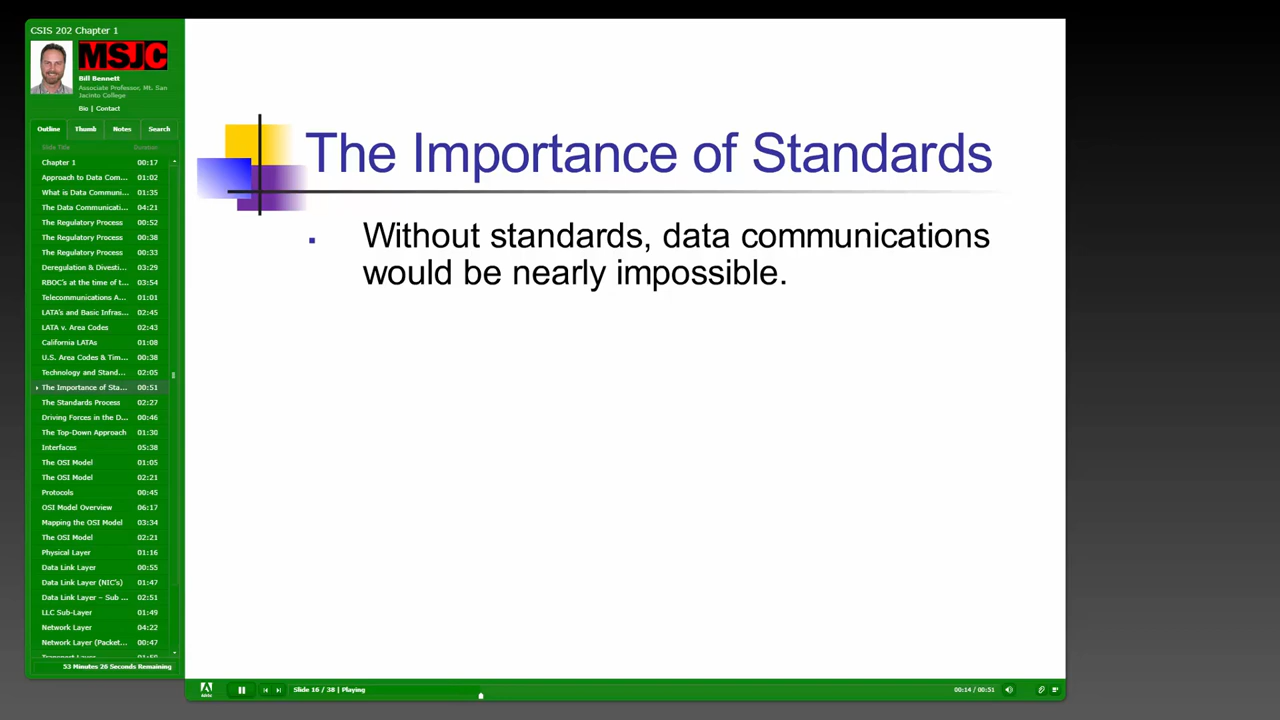 CSIS 202 Chapter 1
MSJC
Bill Bennett
Associate Professor, Mt. San
Jacinto College
Bio | Contact
Outline Thumb Notes Search
Slide Title Duration
Chapter 1 00:17
Approach to Data Com... 01:02
What is Data Communi... 01:35
The Data Communicati... 04:21
The Regulatory Process 00:52
The Regulatory Process 00:38
The Regulatory Process 00:33
Deregulation & Divesti... 03:29
RBOC's at the time of t... 03:54
Telecommunications A... 01:01
LATA's and Basic Infras... 02:45
LATA v. Area Codes 02:43
California LATAs 01:08
U.S. Area Codes & Tim... 00:38
Technology and Stand... 02:05
The Importance of Sta... 00:51
The Standards Process 02:27
Driving Forces in the D... 00:46
The Top-Down Approach 01:30
Interfaces 05:38
The OSI Model 01:05
The OSI Model 02:21
Protocols 00:45
OSI Model Overview 06:17
Mapping the OSI Model 03:34
The OSI Model 02:21
Physical Layer 01:16
Data Link Layer 00:55
Data Link Layer (NIC's) 01:47
Data Link Layer – Sub ... 02:51
LLC Sub-Layer 01:49
Network Layer 04:22
Network Layer (Packet... 00:47
53 Minutes 26 Seconds Remaining
The Importance of Standards
Without standards, data communications
would be nearly impossible.
Slide 16 / 38 | Playing
00:14 / 00:51